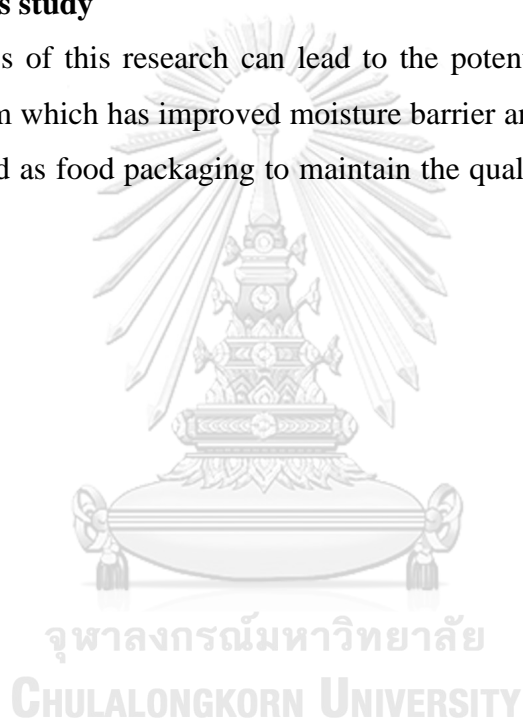 s study
s of this research can lead to the poten
n which has improved moisture barrier ar
d as food packaging to maintain the qual
จุฬาลงกรณ์มหาวิทยาลัย
CHULALONGKORN UNIVERSITY